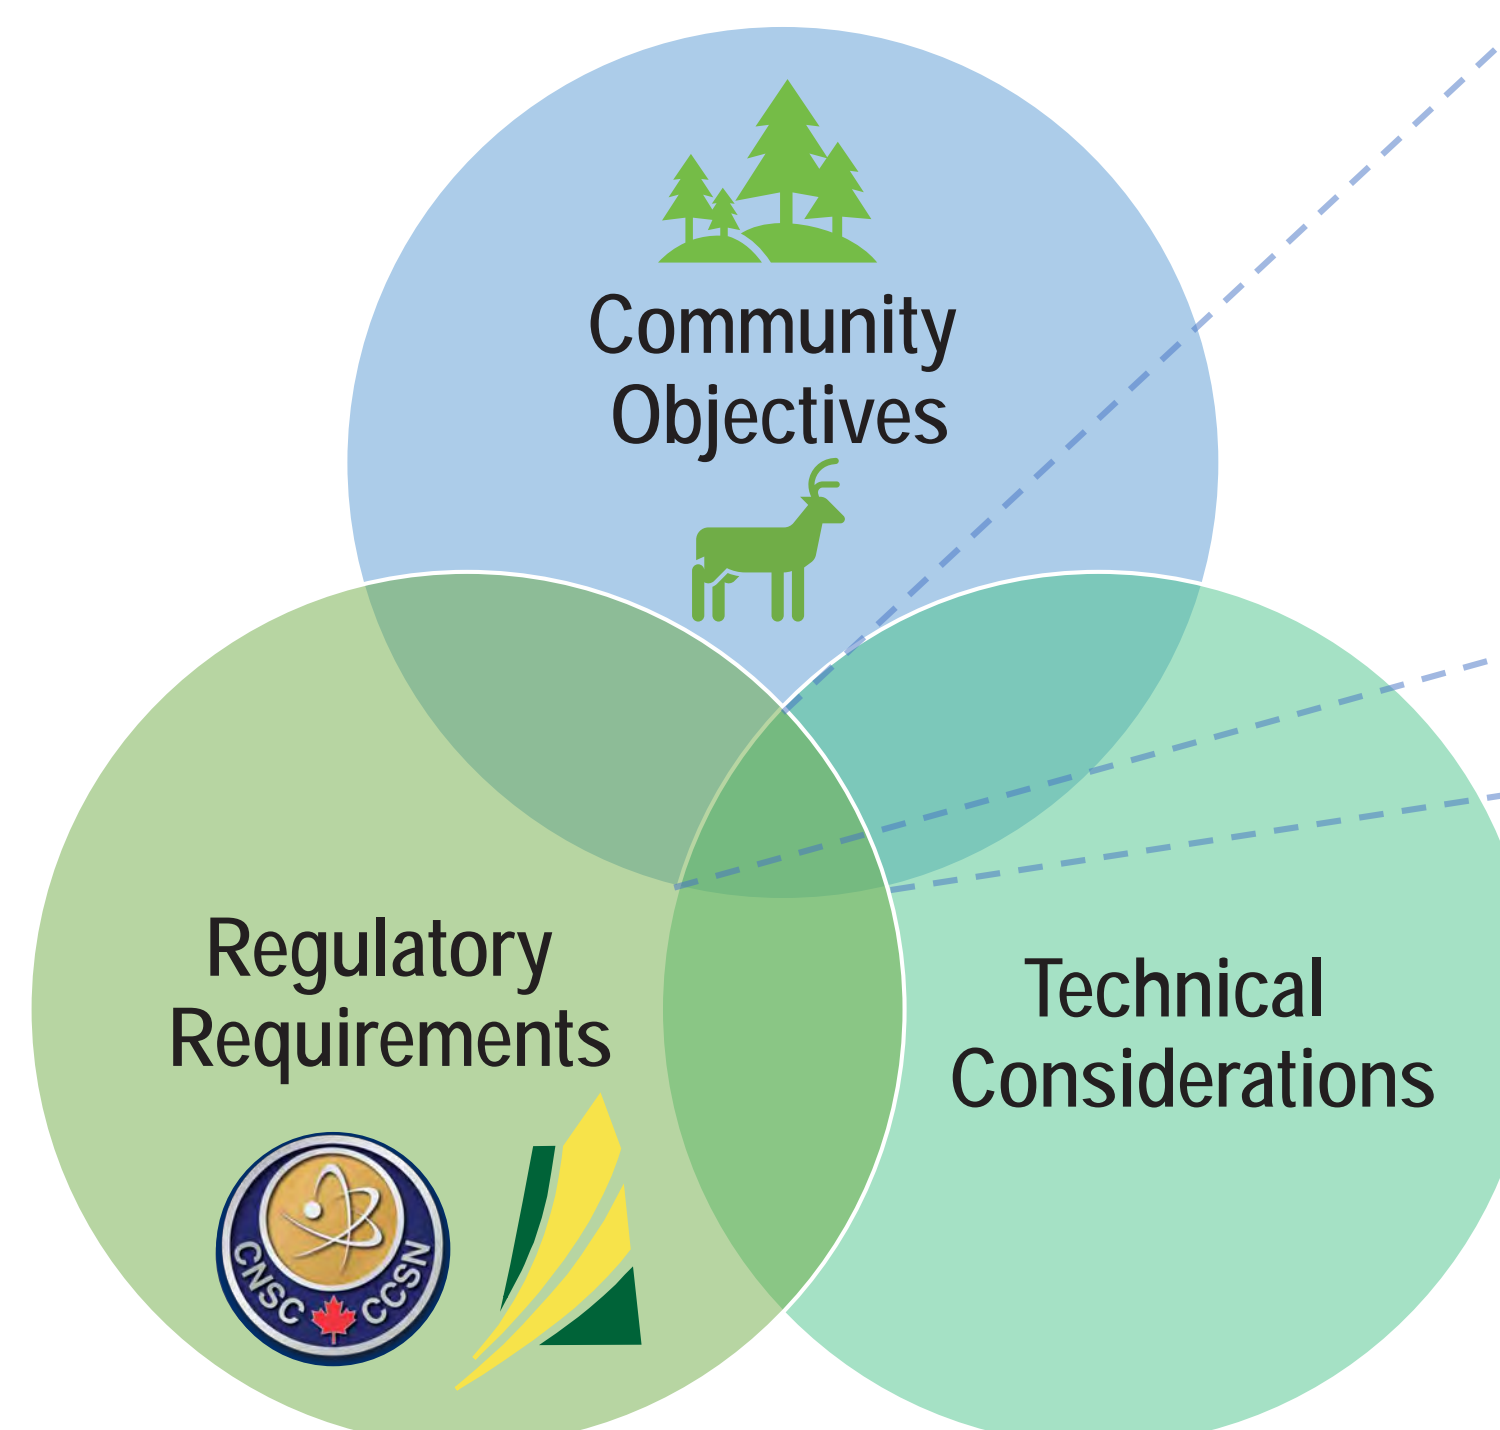 Community
Objectives
Regulatory
Requirements
Technical
Considerations
CNSC CCSN